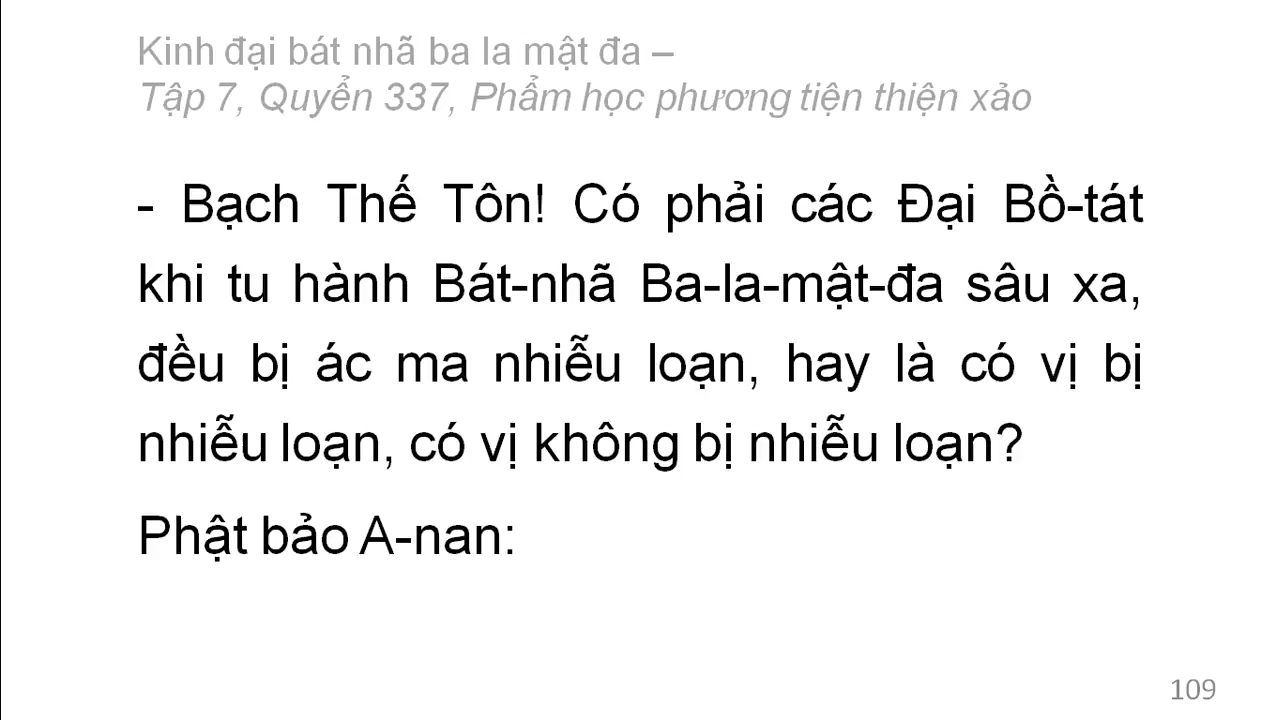 Kinh đại bát nhã ba la mật đa –
Tập 7, Quyển 337, Phẩm học phương tiện thiện xảo
- Bạch Thế Tôn! Có phải các Đại Bồ-tát
khi tu hành Bát-nhã Ba-la-mật-đa sâu xa,
đều bị ác ma nhiễu loạn, hay là có vị bị
nhiễu loạn, có vị không bị nhiễu loạn?
Phật bảo A-nan:
109